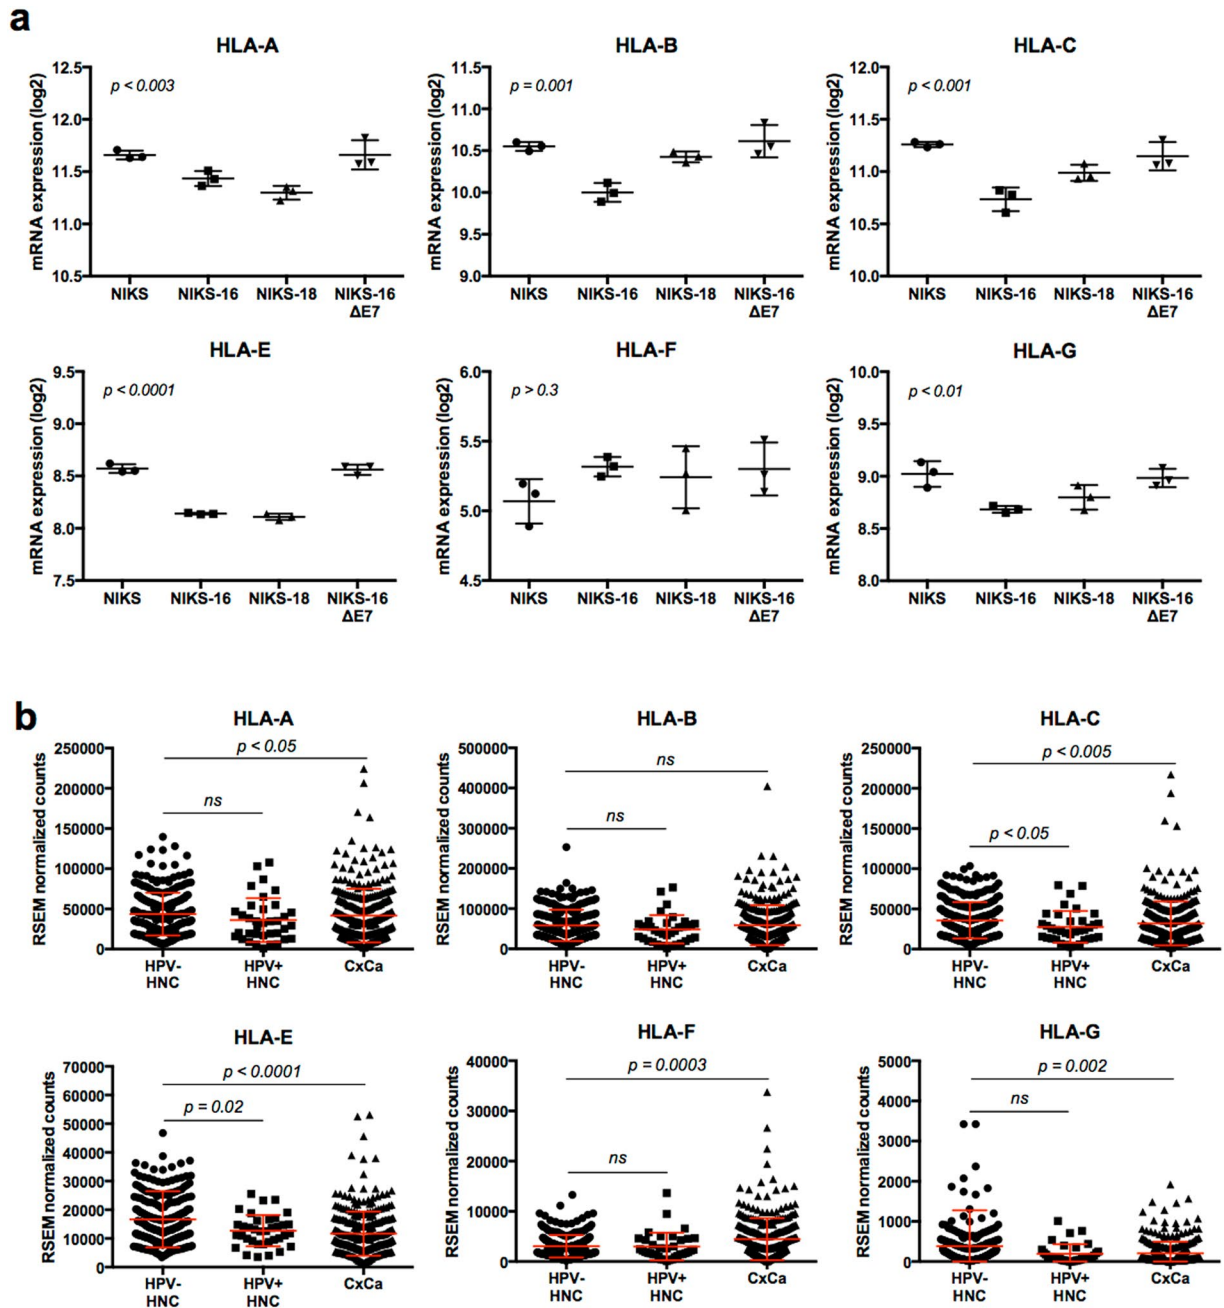 a
HLA-A
mRNA expression (log2)
12.5
12.0
11.5
11.0
10.5
p < 0.003
NIKS
NIKS-16
NIKS-18
NIKS-16
ΔE7
HLA-B
mRNA expression (log2)
11.5
11.0
10.5
10.0
9.5
9.0
p = 0.001
NIKS
NIKS-16
NIKS-18
NIKS-16
ΔE7
HLA-C
mRNA expression (log2)
12.0
11.5
11.0
10.5
10.0
p < 0.001
NIKS
NIKS-16
NIKS-18
NIKS-16
ΔE7
HLA-E
mRNA expression (log2)
9.5
9.0
8.5
8.0
7.5
p < 0.0001
NIKS
NIKS-16
NIKS-18
NIKS-16
ΔE7
HLA-F
mRNA expression (log2)
6.0
5.5
5.0
4.5
p > 0.3
NIKS
NIKS-16
NIKS-18
NIKS-16
ΔE7
HLA-G
mRNA expression (log2)
10.0
9.5
9.0
8.5
8.0
p < 0.01
NIKS
NIKS-16
NIKS-18
NIKS-16
ΔE7
b
HLA-A
RSEM normalized counts
250000
200000
150000
100000
50000
0
p < 0.05
ns
HPV-
HNC
HPV+
HNC
CxCa
HLA-B
RSEM normalized counts
500000
400000
300000
200000
100000
0
ns
ns
HPV-
HNC
HPV+
HNC
CxCa
HLA-C
RSEM normalized counts
250000
200000
150000
100000
50000
0
p < 0.005
p < 0.05
HPV-
HNC
HPV+
HNC
CxCa
HLA-E
RSEM normalized counts
70000
60000
50000
40000
30000
20000
10000
0
p < 0.0001
p = 0.02
HPV-
HNC
HPV+
HNC
CxCa
HLA-F
RSEM normalized counts
40000
30000
20000
10000
0
p = 0.0003
ns
HPV-
HNC
HPV+
HNC
CxCa
HLA-G
RSEM normalized counts
5000
4000
3000
2000
1000
0
p = 0.002
ns
HPV-
HNC
HPV+
HNC
CxCa